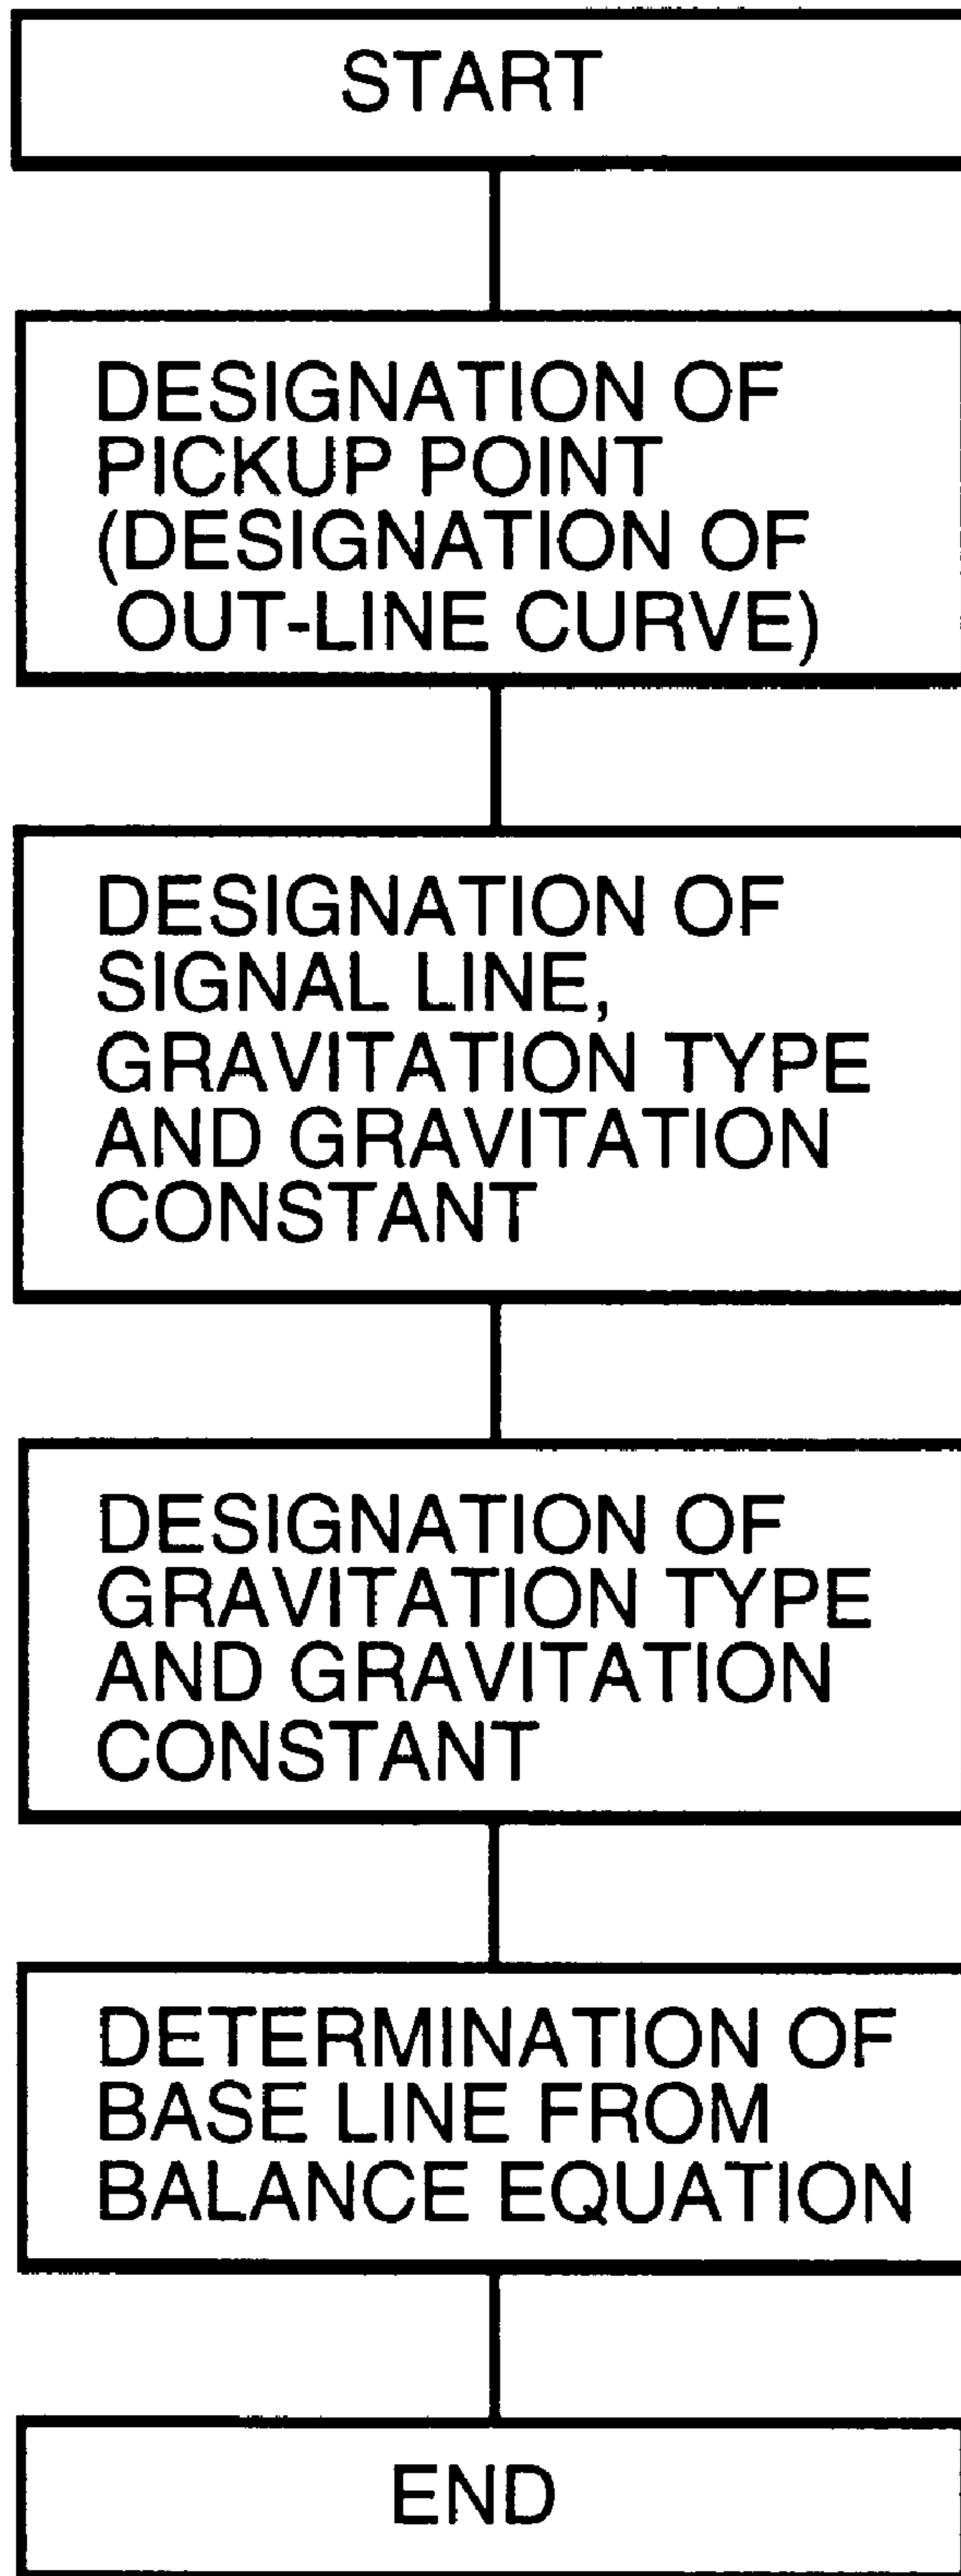 START
DESIGNATION OF
PICKUP POINT
(DESIGNATION OF
OUT-LINE CURVE)
DESIGNATION OF
SIGNAL LINE,
GRAVITATION TYPE
AND GRAVITATION
CONSTANT
DESIGNATION OF
GRAVITATION TYPE
AND GRAVITATION
CONSTANT
DETERMINATION OF
BASE LINE FROM
BALANCE EQUATION
END